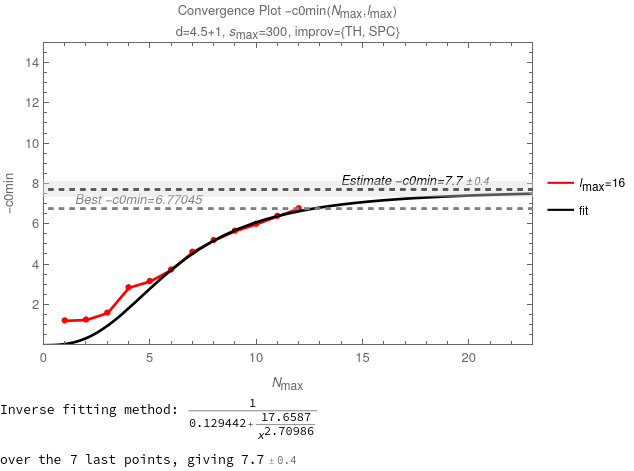 Convergence Plot −c0min(Nmax,lmax)
d=4.5+1, smax=300, improv={TH, SPC}
14
12
10
8
6
4
2
−c0min
Estimate −c0min=7.7 ±0.4
Best −c0min=6.77045
lmax=16
fit
0 5 10 15 20
Nmax
Inverse fitting method: 1/(0.129442+17.6587/x^2.70986)
over the 7 last points, giving 7.7 ±0.4